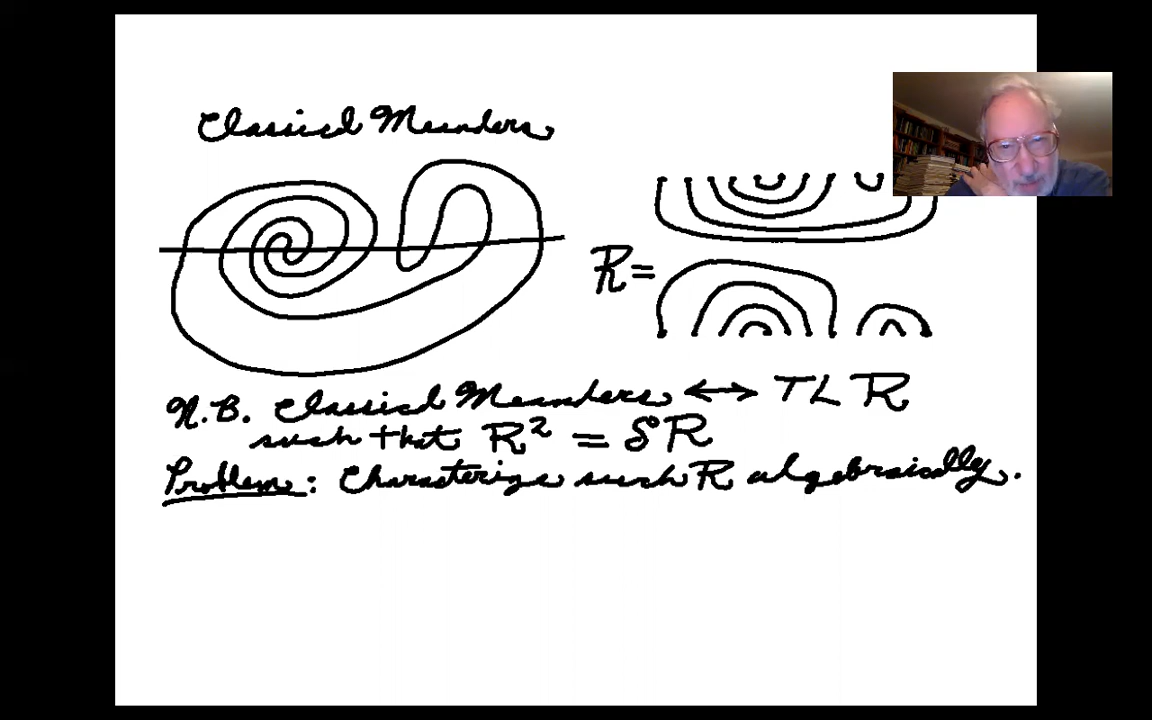 Classical Meanders
R =
N.B. Classical Meanders ↔ TL R
such that R² = δR
Problem: Characterize such R algebraically.